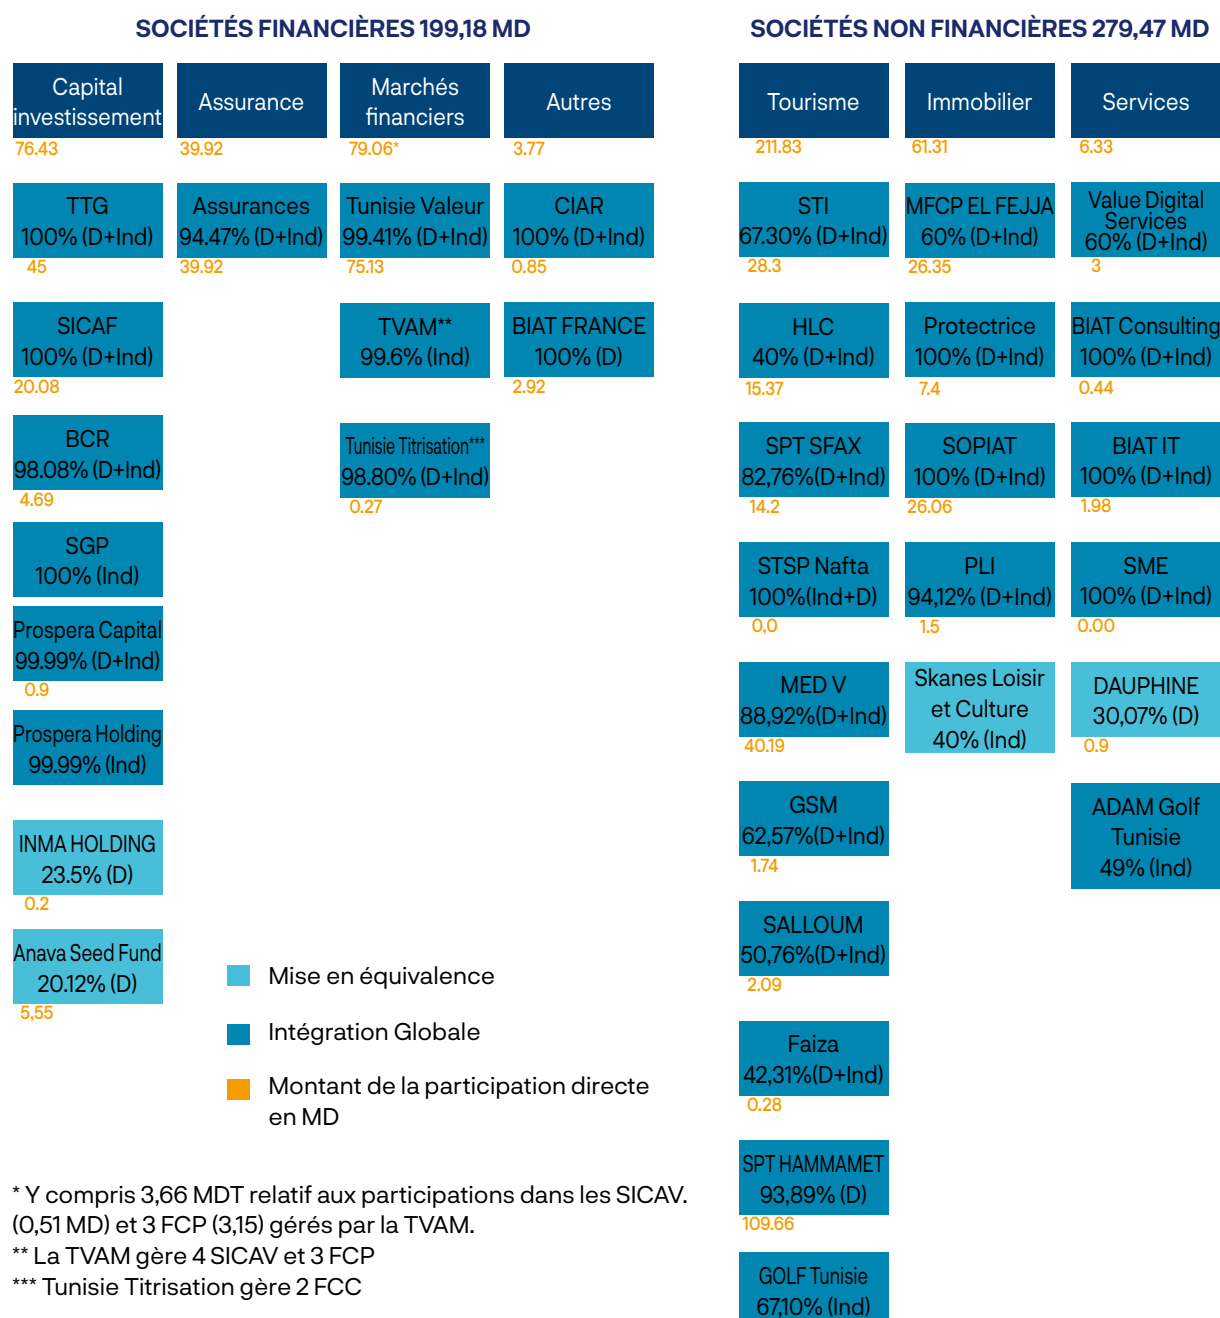 SOCIÉTÉS FINANCIÈRES 199,18 MD
Capital
investissement
76.43
TTG
100% (D+Ind)
45
SICAF
100% (D+Ind)
20.08
BCR
98.08% (D+Ind)
4.69
SGP
100% (Ind)
Prospera Capital
99.99% (D+Ind)
0.9
Prospera Holding
99.99% (Ind)
INMA HOLDING
23.5% (D)
0.2
Anava Seed Fund
20.12% (D)
5,55
Assurance
39.92
Assurances
94.47% (D+Ind)
39.92
Marchés
financiers
79.06*
Tunisie Valeur
99.41% (D+Ind)
75.13
TVAM**
99.6% (Ind)
Tunisie Titrisation***
98.80% (D+Ind)
0.27
Autres
3.77
CIAR
100% (D+Ind)
0.85
BIAT FRANCE
100% (D)
2.92
Mise en équivalence
Intégration Globale
Montant de la participation directe
en MD
* Y compris 3,66 MDT relatif aux participations dans les SICAV.
(0,51 MD) et 3 FCP (3,15) gérés par la TVAM.
** La TVAM gère 4 SICAV et 3 FCP
*** Tunisie Titrisation gère 2 FCC
SOCIÉTÉS NON FINANCIÈRES 279,47 MD
Tourisme
211.83
STI
67.30% (D+Ind)
28.3
HLC
40% (D+Ind)
15.37
SPT SFAX
82,76%(D+Ind)
14.2
STSP Nafta
100%(Ind+D)
0,0
MED V
88,92%(D+Ind)
40.19
GSM
62,57%(D+Ind)
1.74
SALLOUM
50,76%(D+Ind)
2.09
Faiza
42,31%(D+Ind)
0.28
SPT HAMMAMET
93,89% (D)
109.66
GOLF Tunisie
67,10% (Ind)
Immobilier
61.31
MFCP EL FEJJA
60% (D+Ind)
26.35
Protectrice
100% (D+Ind)
7.4
SOPIAT
100% (D+Ind)
26.06
PLI
94,12% (D+Ind)
1.5
Skanes Loisir
et Culture
40% (Ind)
Services
6.33
Value Digital
Services
60% (D+Ind)
3
BIAT Consulting
100% (D+Ind)
0.44
BIAT IT
100% (D+Ind)
1.98
SME
100% (D+Ind)
0.00
DAUPHINE
30,07% (D)
0.9
ADAM Golf
Tunisie
49% (Ind)